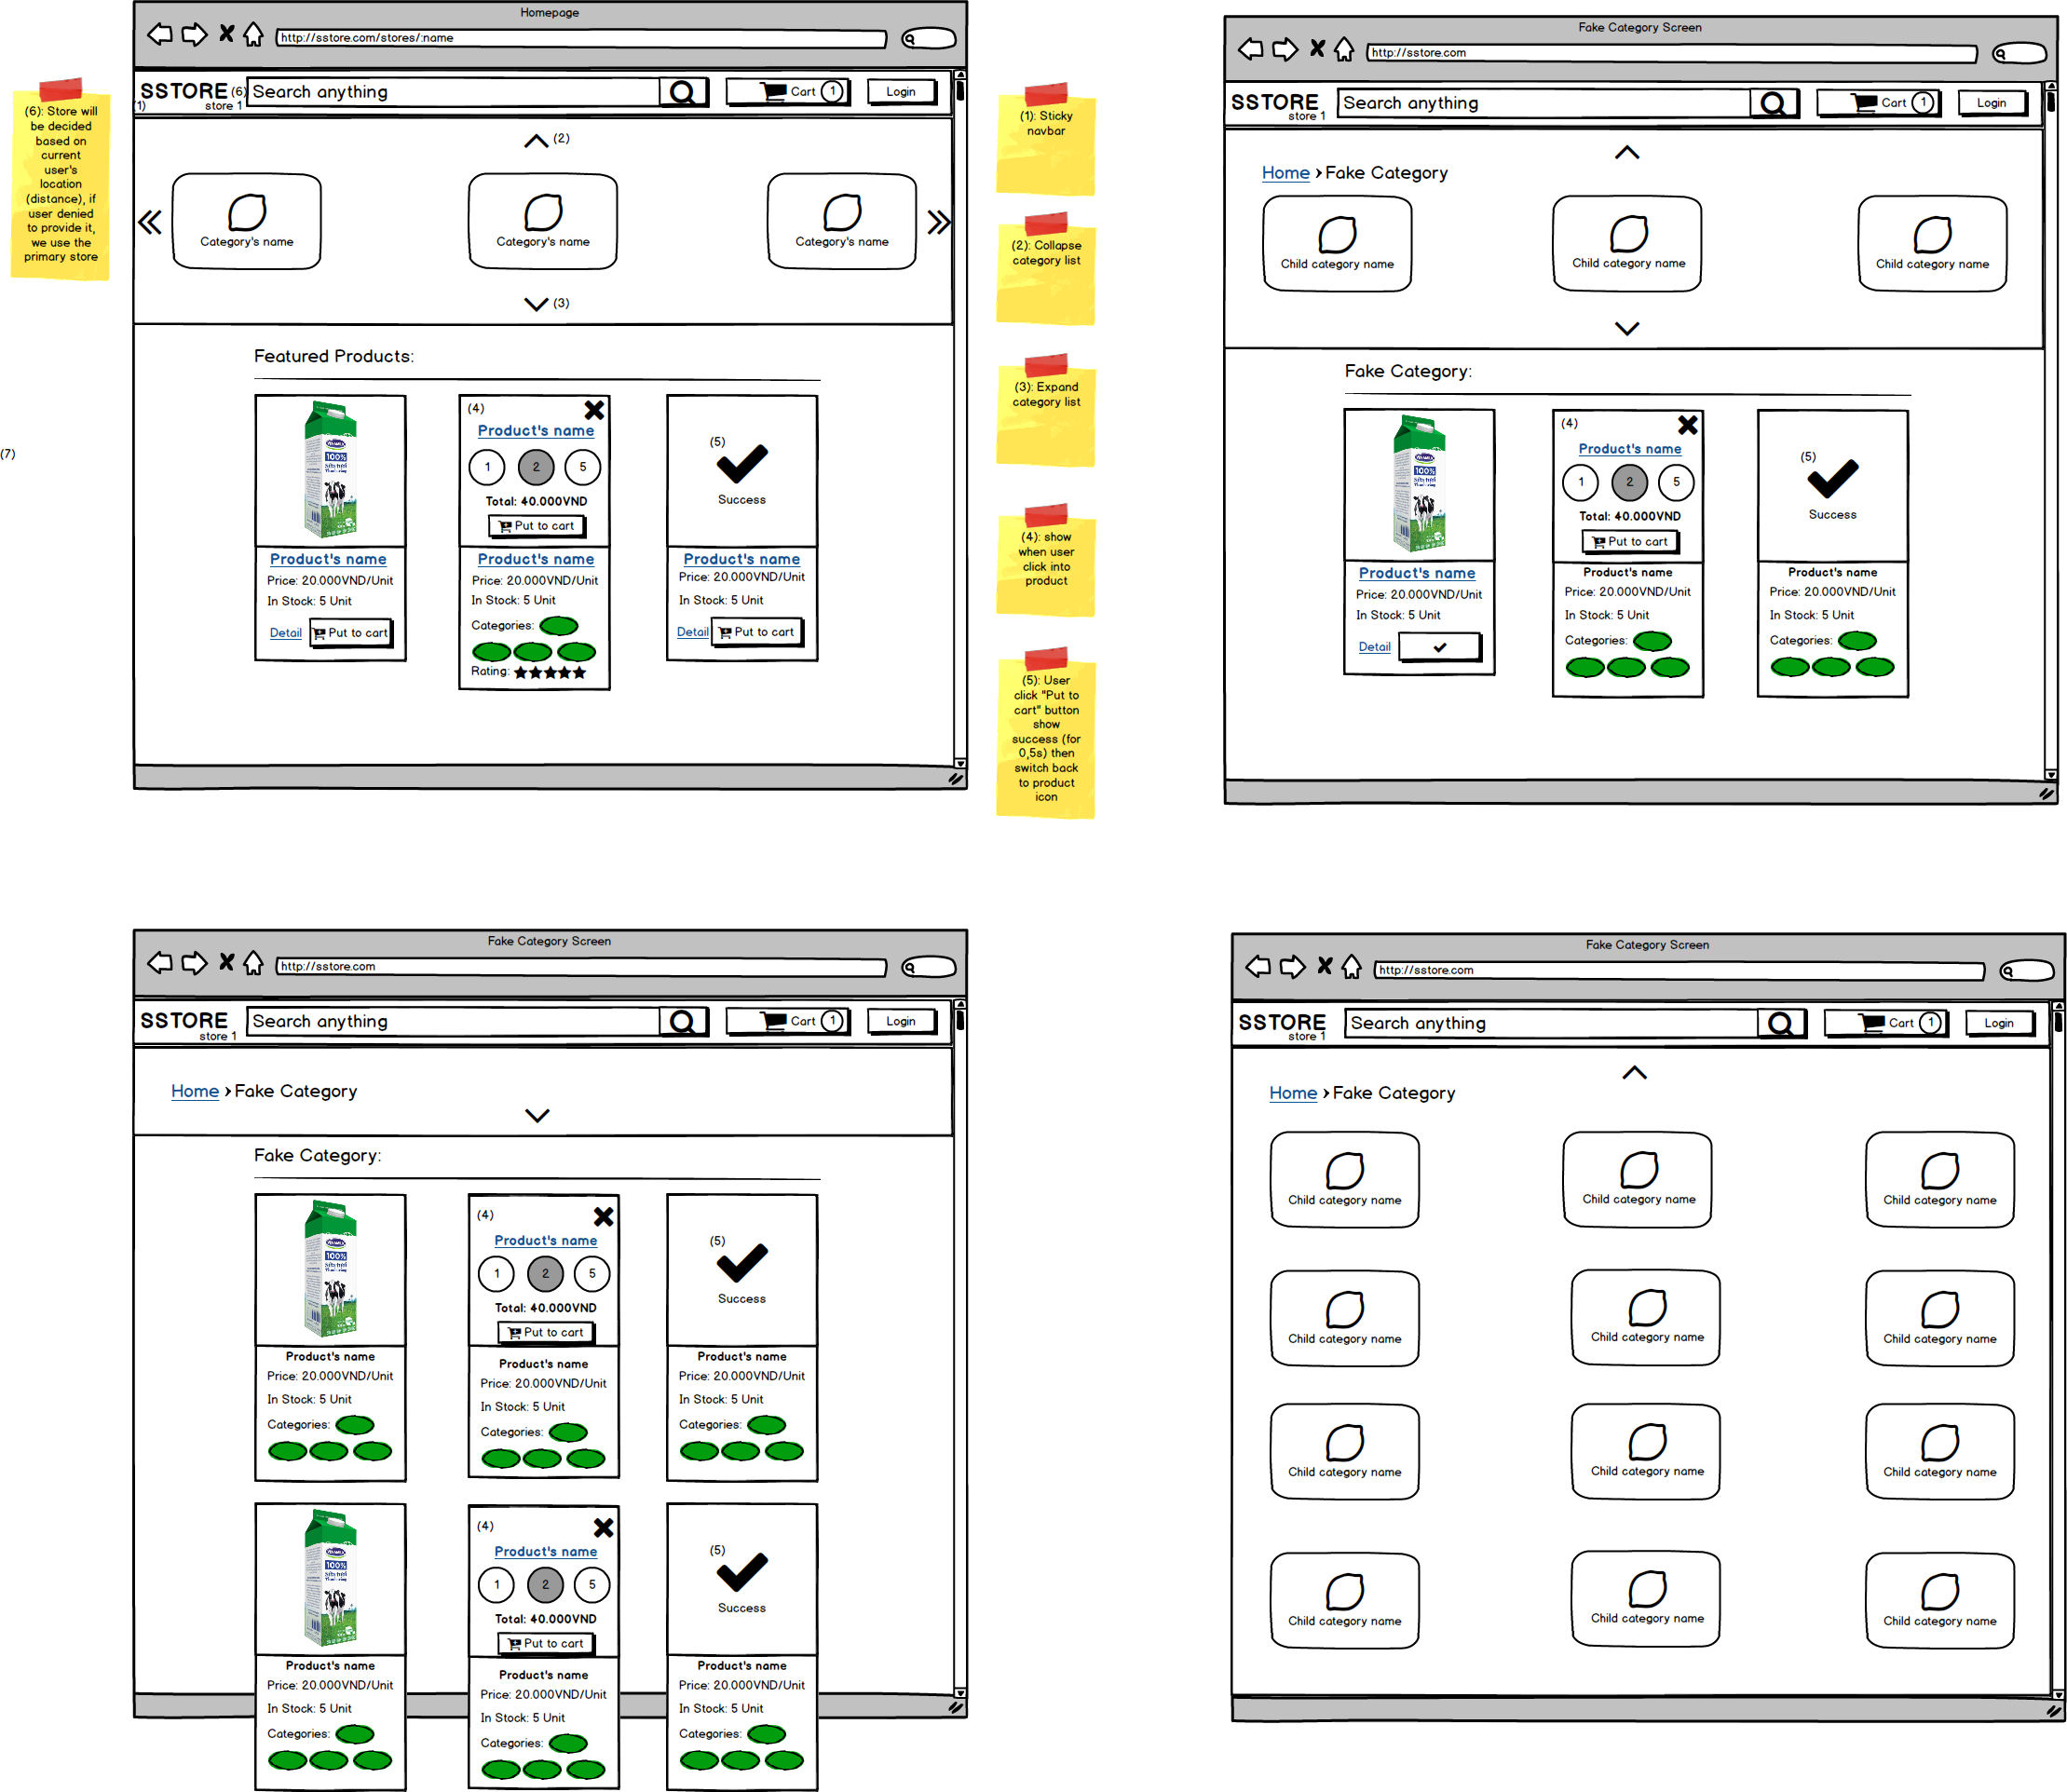 Homepage
http://sstore.com/stores/:name
SSTORE (6)
(1)
store 1
Search anything
Cart 1
Login
(2)
Category's name
Category's name
Category's name
(3)
Featured Products:
Product's name
Price: 20.000VND/Unit
In Stock: 5 Unit
Detail
Put to cart
(4)
Product's name
1 2 5
Total: 40.000VND
Put to cart
Product's name
Price: 20.000VND/Unit
In Stock: 5 Unit
Categories:
Rating:
(5)
Success
Product's name
Price: 20.000VND/Unit
In Stock: 5 Unit
Detail
Put to cart
(6): Store will
be decided
based on
current
user's
location
(distance), if
user denied
to provide it,
we use the
primary store
(7)
(1): Sticky
navbar
(2): Collapse
category list
(3): Expand
category list
(4): show
when user
click into
product
(5): User
click "Put to
cart" button
show
success (for
0,5s) then
switch back
to product
icon
Fake Category Screen
http://sstore.com
SSTORE
store 1
Search anything
Cart 1
Login
Home › Fake Category
Child category name
Child category name
Child category name
Fake Category:
100%
Product's name
Price: 20.000VND/Unit
In Stock: 5 Unit
Detail
(4)
Product's name
1 2 5
Total: 40.000VND
Put to cart
Product's name
Price: 20.000VND/Unit
In Stock: 5 Unit
Categories:
(5)
Success
Product's name
Price: 20.000VND/Unit
In Stock: 5 Unit
Categories:
Fake Category Screen
http://sstore.com
SSTORE
store 1
Search anything
Cart 1
Login
Home › Fake Category
Fake Category:
100%
Product's name
Price: 20.000VND/Unit
In Stock: 5 Unit
Categories:
(4)
Product's name
1 2 5
Total: 40.000VND
Put to cart
Product's name
Price: 20.000VND/Unit
In Stock: 5 Unit
Categories:
(5)
Success
Product's name
Price: 20.000VND/Unit
In Stock: 5 Unit
Categories:
100%
Product's name
Price: 20.000VND/Unit
In Stock: 5 Unit
Categories:
(4)
Product's name
1 2 5
Total: 40.000VND
Put to cart
Product's name
Price: 20.000VND/Unit
In Stock: 5 Unit
Categories:
(5)
Success
Product's name
Price: 20.000VND/Unit
In Stock: 5 Unit
Categories:
Fake Category Screen
http://sstore.com
SSTORE
store 1
Search anything
Cart 1
Login
Home › Fake Category
Child category name
Child category name
Child category name
Child category name
Child category name
Child category name
Child category name
Child category name
Child category name
Child category name
Child category name
Child category name